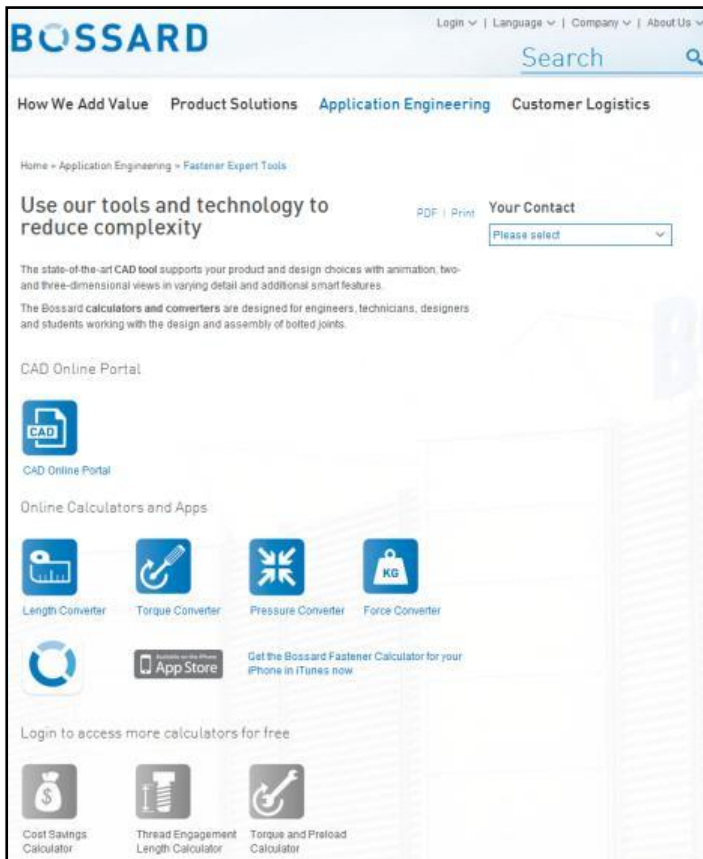 Login | Language | Company | About Us
BOSSARD
Search
How We Add Value Product Solutions Application Engineering Customer Logistics
Home » Application Engineering » Fastener Expert Tools
Use our tools and technology to
reduce complexity
PDF | Print
Your Contact
Please select
The state-of-the-art CAD tool supports your product and design choices with animation, two-
and three-dimensional views in varying detail and additional smart features.
The Bossard calculators and converters are designed for engineers, technicians, designers
and students working with the design and assembly of bolted joints.
CAD Online Portal
CAD
CAD Online Portal
Online Calculators and Apps
KG
Length Converter Torque Converter Pressure Converter Force Converter
Available on the iPhone
App Store
Get the Bossard Fastener Calculator for your
iPhone in iTunes now
Login to access more calculators for free
$
Cost Savings
Calculator
Thread Engagement
Length Calculator
Torque and Preload
Calculator